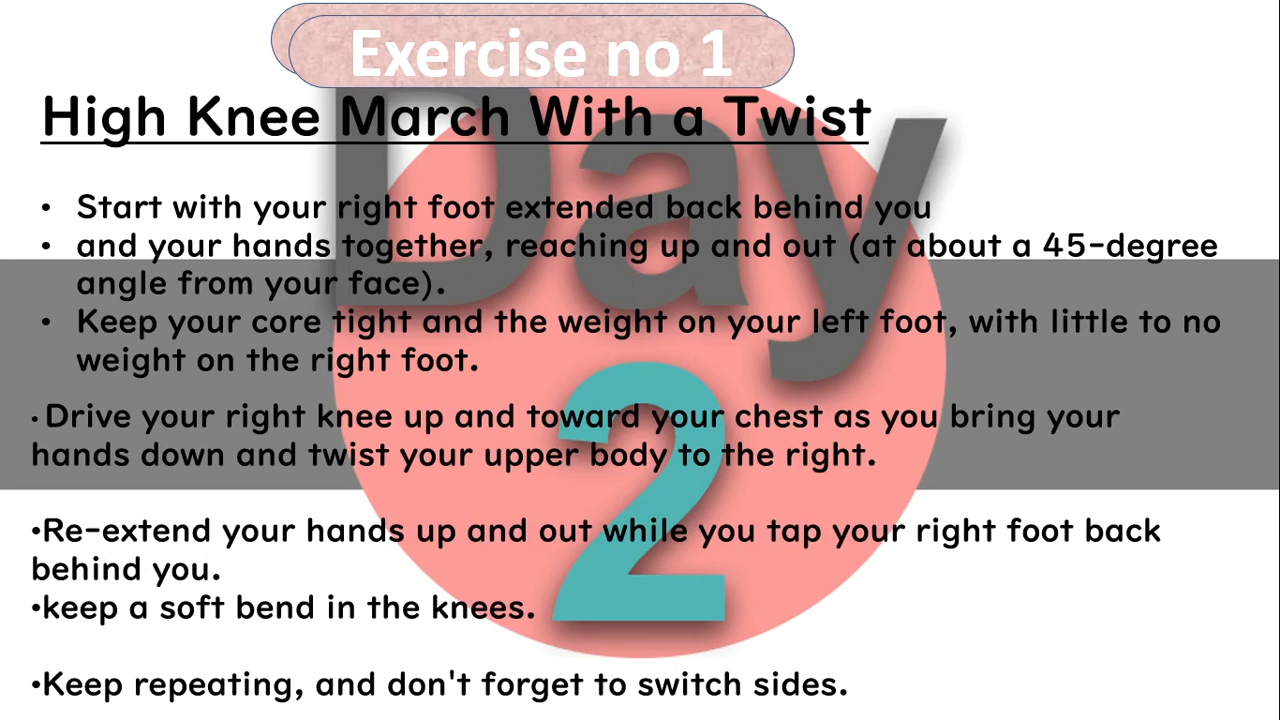 Exercise no 1
High Knee March With a Twist
Day
• Start with your right foot extended back behind you
• and your hands together, reaching up and out (at about a 45-degree
angle from your face).
• Keep your core tight and the weight on your left foot, with little to no
weight on the right foot.
• Drive your right knee up and toward your chest as you bring your
hands down and twist your upper body to the right.
2
•Re-extend your hands up and out while you tap your right foot back
behind you.
•keep a soft bend in the knees.
•Keep repeating, and don't forget to switch sides.